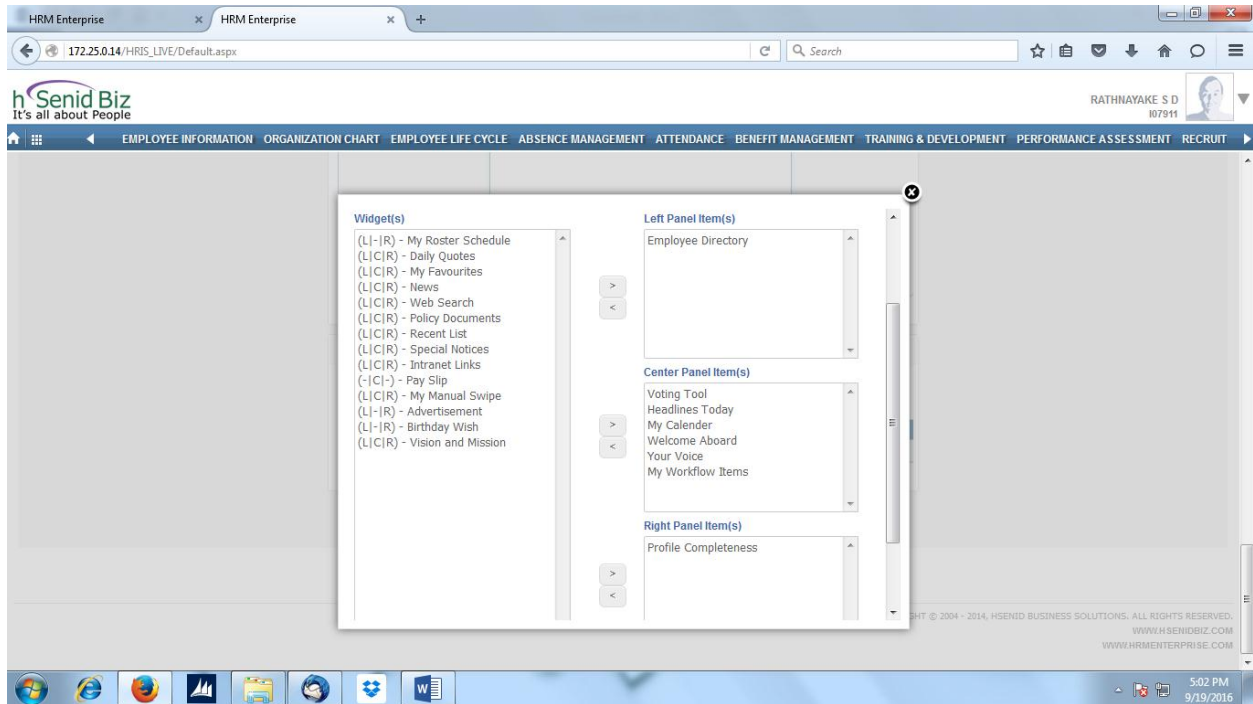 HRM Enterprise
HRM Enterprise
172.25.0.14/HRIS_LIVE/Default.aspx
Search
hSenid Biz
It's all about People
RATHNAYAKE S D
I07911
EMPLOYEE INFORMATION ORGANIZATION CHART EMPLOYEE LIFE CYCLE ABSENCE MANAGEMENT ATTENDANCE BENEFIT MANAGEMENT TRAINING & DEVELOPMENT PERFORMANCE ASSESSMENT RECRUIT
Widget(s)
(L|-|R) - My Roster Schedule
(L|C|R) - Daily Quotes
(L|C|R) - My Favourites
(L|C|R) - News
(L|C|R) - Web Search
(L|C|R) - Policy Documents
(L|C|R) - Recent List
(L|C|R) - Special Notices
(L|C|R) - Intranet Links
(-|C|-) - Pay Slip
(L|C|R) - My Manual Swipe
(L|-|R) - Advertisement
(L|-|R) - Birthday Wish
(L|C|R) - Vision and Mission
>
<
>
<
>
<
Left Panel Item(s)
Employee Directory
Center Panel Item(s)
Voting Tool
Headlines Today
My Calender
Welcome Aboard
Your Voice
My Workflow Items
Right Panel Item(s)
Profile Completeness
GHT © 2004 - 2014, HSENID BUSINESS SOLUTIONS. ALL RIGHTS RESERVED.
WWW.HSENIDBIZ.COM
WWW.HRMENTERPRISE.COM
5:02 PM
9/19/2016